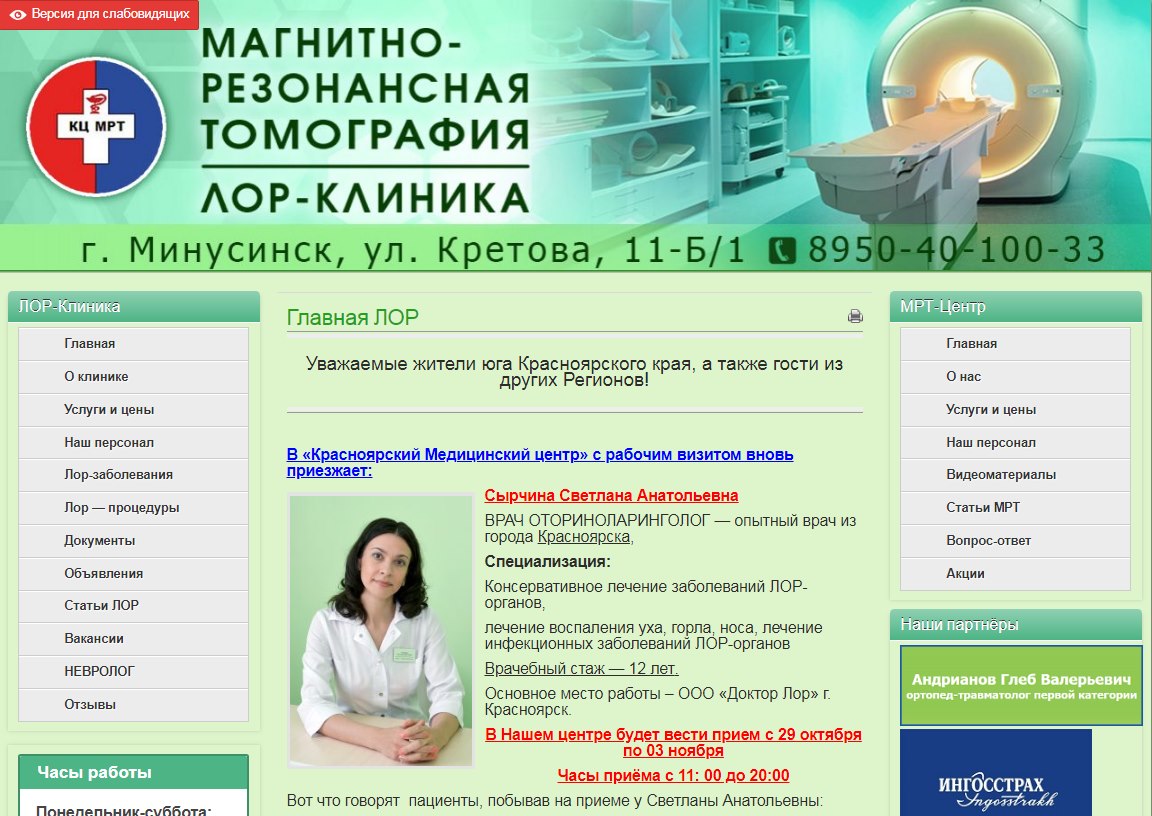 Версия для слабовидящих
МАГНИТНО-
РЕЗОНАНСНАЯ
ТОМОГРАФИЯ
ЛОР-КЛИНИКА
КЦ МРТ
г. Минусинск, ул. Кретова, 11-Б/1 8950-40-100-33
ЛОР-Клиника
Главная
О клинике
Услуги и цены
Наш персонал
Лор-заболевания
Лор — процедуры
Документы
Объявления
Статьи ЛОР
Вакансии
НЕВРОЛОГ
Отзывы
Часы работы
Понедельник-суббота:
Главная ЛОР
Уважаемые жители юга Красноярского края, а также гости из
других Регионов!
В «Красноярский Медицинский центр» с рабочим визитом вновь
приезжает:
Сырчина Светлана Анатольевна
ВРАЧ ОТОРИНОЛАРИНГОЛОГ — опытный врач из
города Красноярска,
Специализация:
Консервативное лечение заболеваний ЛОР-
органов,
лечение воспаления уха, горла, носа, лечение
инфекционных заболеваний ЛОР-органов
Врачебный стаж — 12 лет.
Основное место работы – ООО «Доктор Лор» г.
Красноярск.
В Нашем центре будет вести прием с 29 октября
по 03 ноября
Часы приёма с 11: 00 до 20:00
Вот что говорят пациенты, побывав на приеме у Светланы Анатольевны:
МРТ-Центр
Главная
О нас
Услуги и цены
Наш персонал
Видеоматериалы
Статьи МРТ
Вопрос-ответ
Акции
Наши партнёры
Андрианов Глеб Валерьевич
ортопед-травматолог первой категории
ИНГОССТРАХ
Ingosstrakh